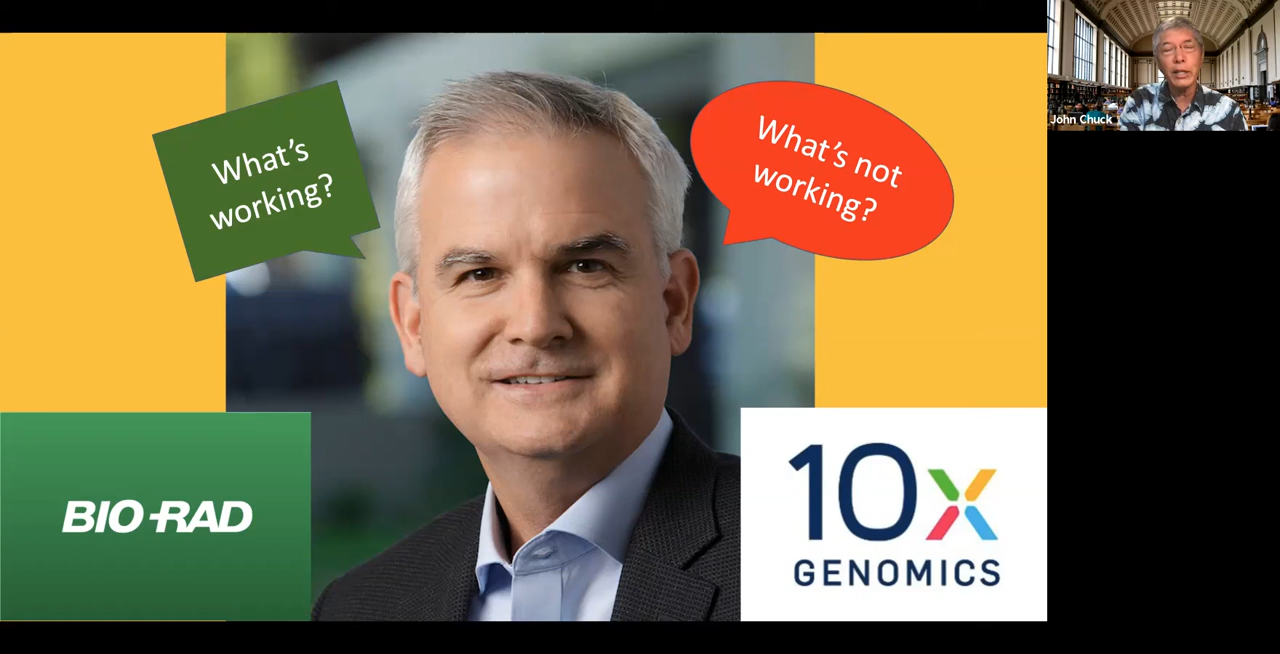 What's
working?
What's not
working?
John Chuck
BIO-RAD
10x
GENOMICS